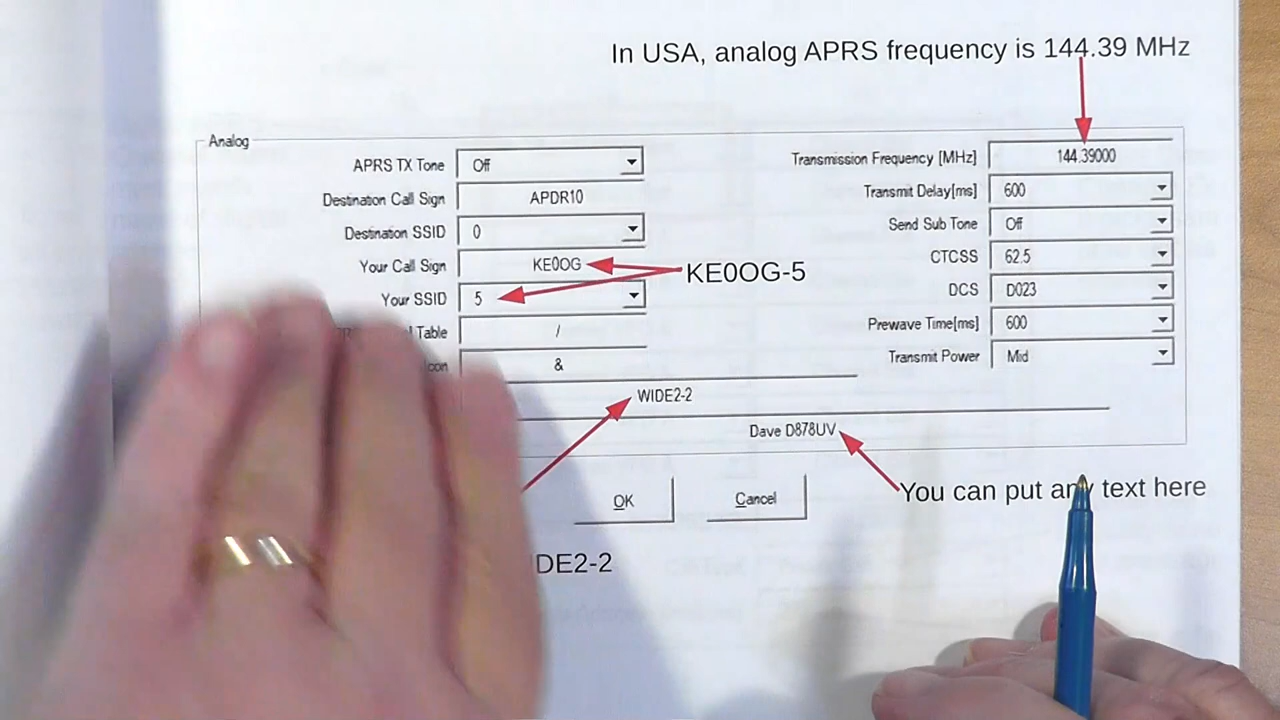 In USA, analog APRS frequency is 144.39 MHz
Analog
APRS TX Tone Off
Destination Call Sign APDR10
Destination SSID 0
Your Call Sign KE0OG
Your SSID 5
Table /
&
WIDE2-2
Dave D878UV
Transmission Frequency [MHz] 144.39000
Transmit Delay[ms] 600
Send Sub Tone Off
CTCSS 62.5
DCS D023
Prewave Time[ms] 600
Transmit Power Mid
KE0OG-5
OK Cancel
You can put any text here
DE2-2